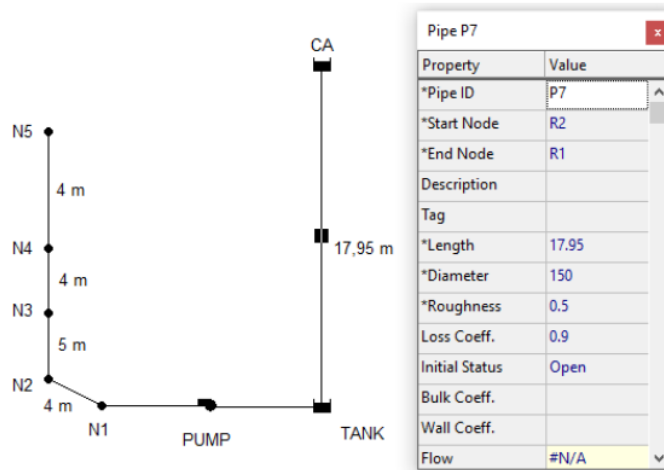 CA
N5
4 m
N4
17,95 m
4 m
N3
5 m
N2
4 m
N1
PUMP
TANK
Pipe P7
x
Property Value
*Pipe ID P7
*Start Node R2
*End Node R1
Description
Tag
*Length 17.95
*Diameter 150
*Roughness 0.5
Loss Coeff. 0.9
Initial Status Open
Bulk Coeff.
Wall Coeff.
Flow #N/A